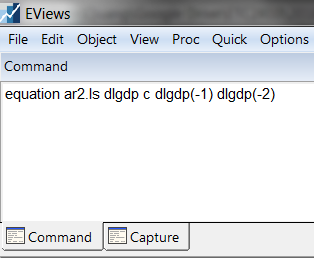 EViews
File Edit Object View Proc Quick Options
Command
equation ar2.ls dlgdp c dlgdp(-1) dlgdp(-2)
Command Capture